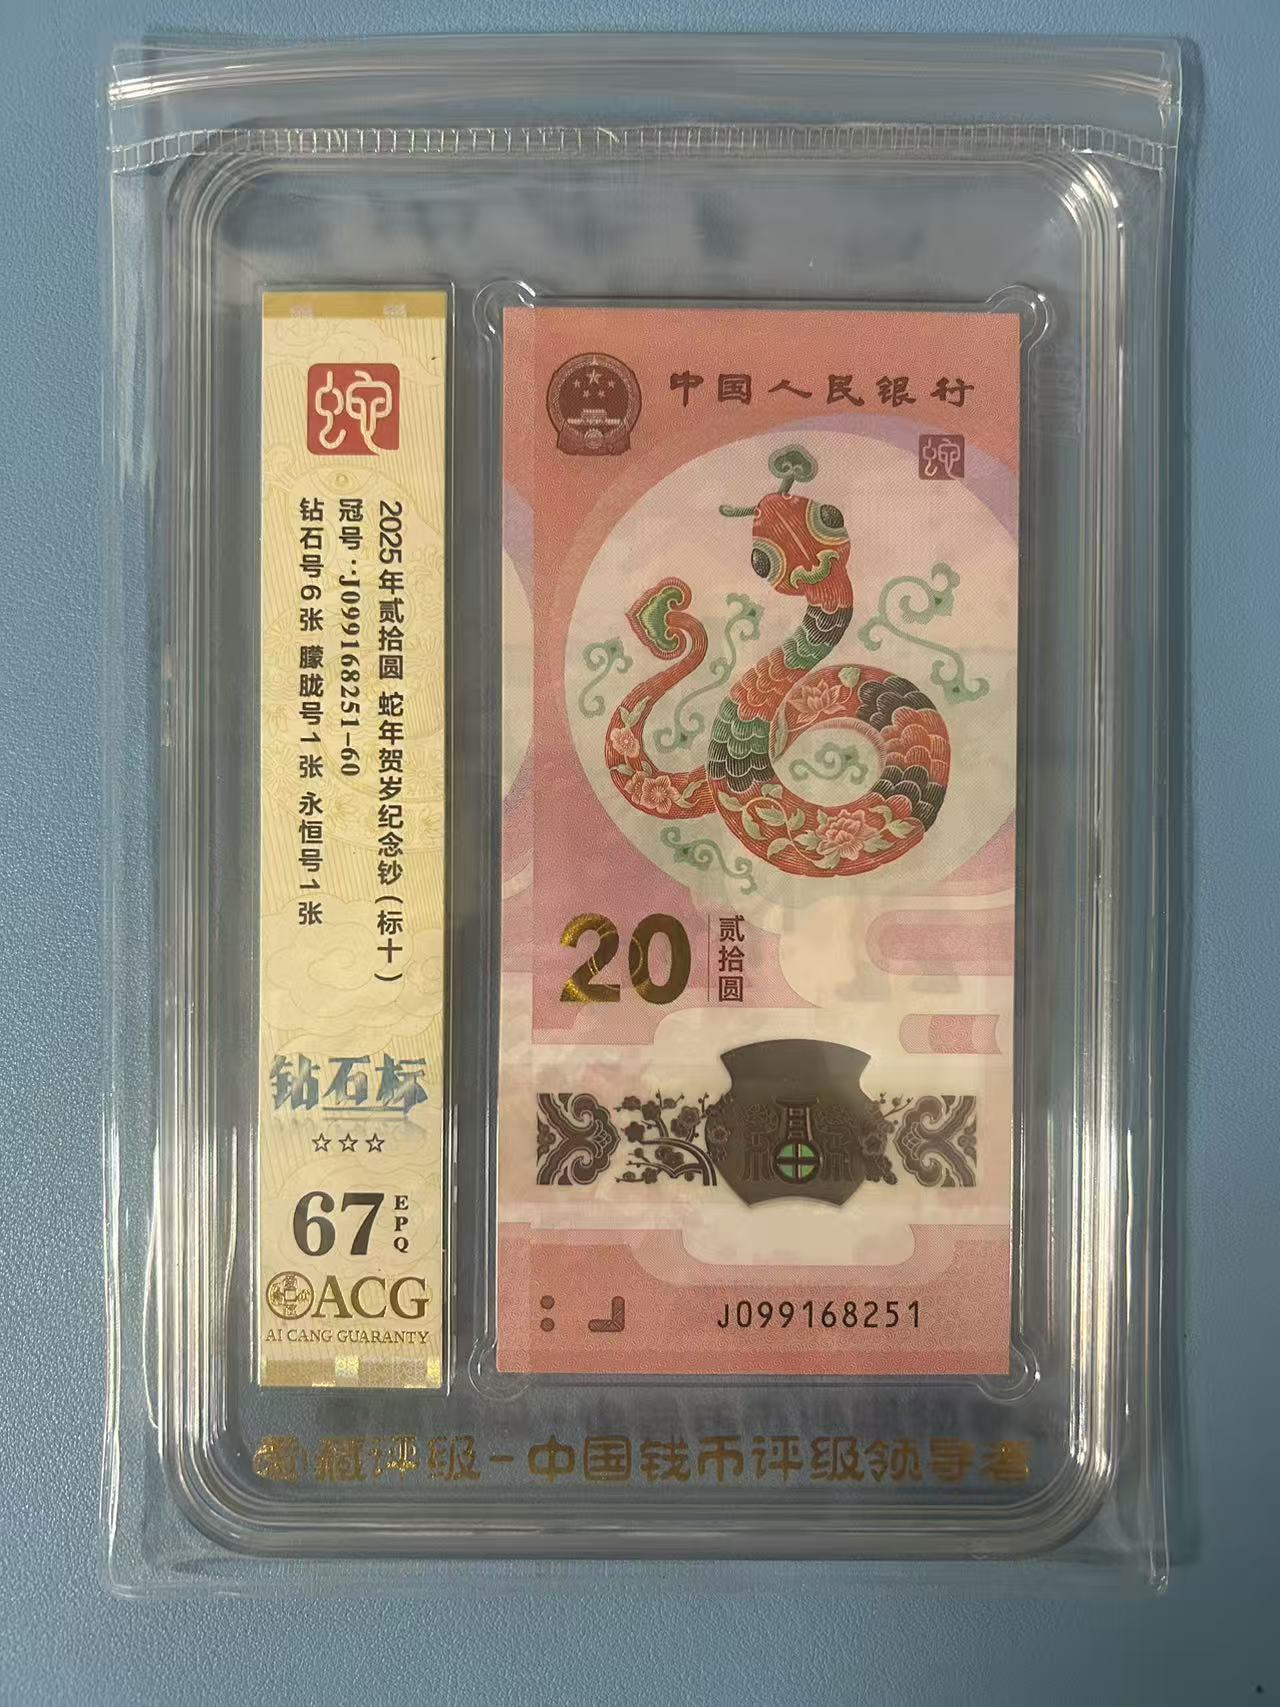 蛇
2025年贰拾圆 蛇年贺岁纪念钞(标十)
冠号:J099168251-60
钻石号6张 朦胧号1张 永恒号1张
钻石标
☆☆☆
67 EPQ
ACG
AI CANG GUARANTY
中国人民银行
蛇
20 贰拾圆
J099168251
爱藏评级-中国钱币评级领导者